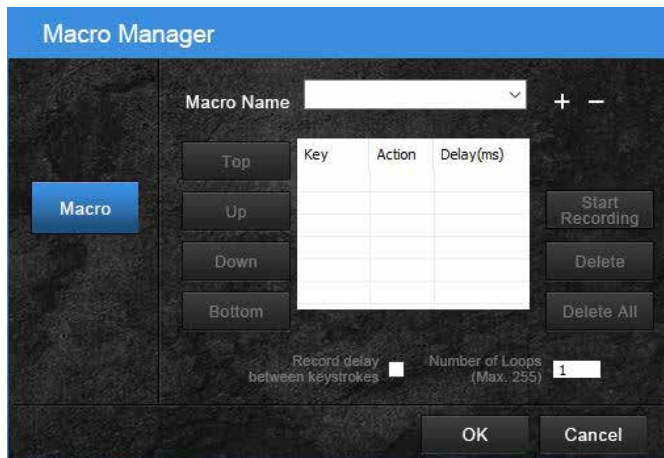 Macro Manager
Macro Name
+ −
Top
Key Action Delay(ms)
Macro
Up
Start
Recording
Down
Delete
Bottom
Delete All
Record delay
between keystrokes
Number of Loops
(Max. 255)
1
OK
Cancel